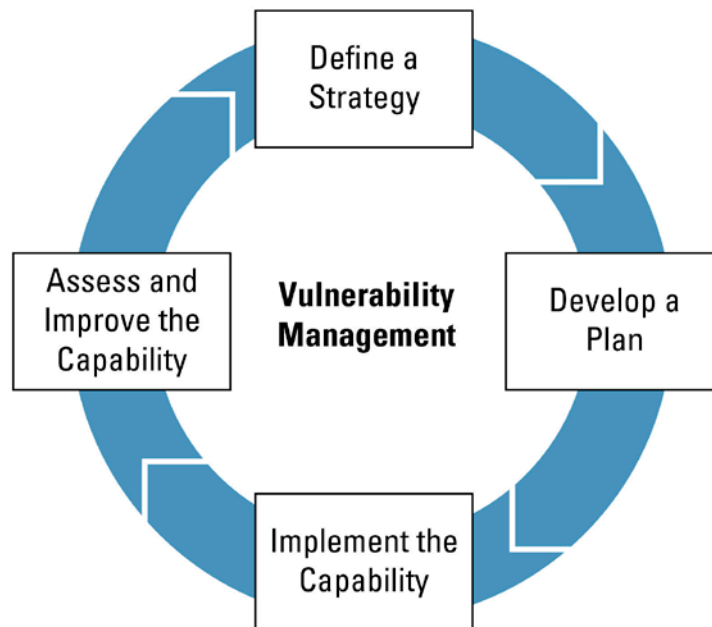 Define a
Strategy
Assess and
Improve the
Capability
Vulnerability
Management
Develop a
Plan
Implement the
Capability